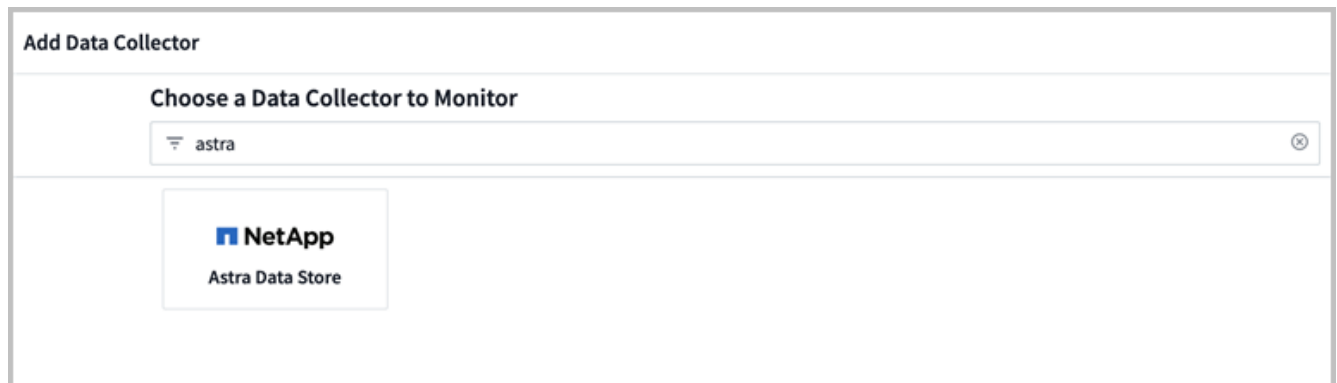 Add Data Collector
Choose a Data Collector to Monitor
astra
NetApp
Astra Data Store